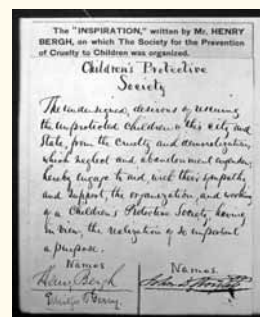 The "INSPIRATION," written by Mr. HENRY
BERGH, on which The Society for the Prevention
of Cruelty to Children was organized.
Children's Protective
Society
The undersigned, desirous of rescuing
the unprotected children of this city and
State, from the cruelty and demoralization,
which neglect and abandonment engender,
hereby engage to aid, with their sympathy,
and support, the organization, and working
of a Children's Protective Society, having
in view, the realization of so important
a purpose.
Names Names
Henry Bergh
Elbridge T Gerry